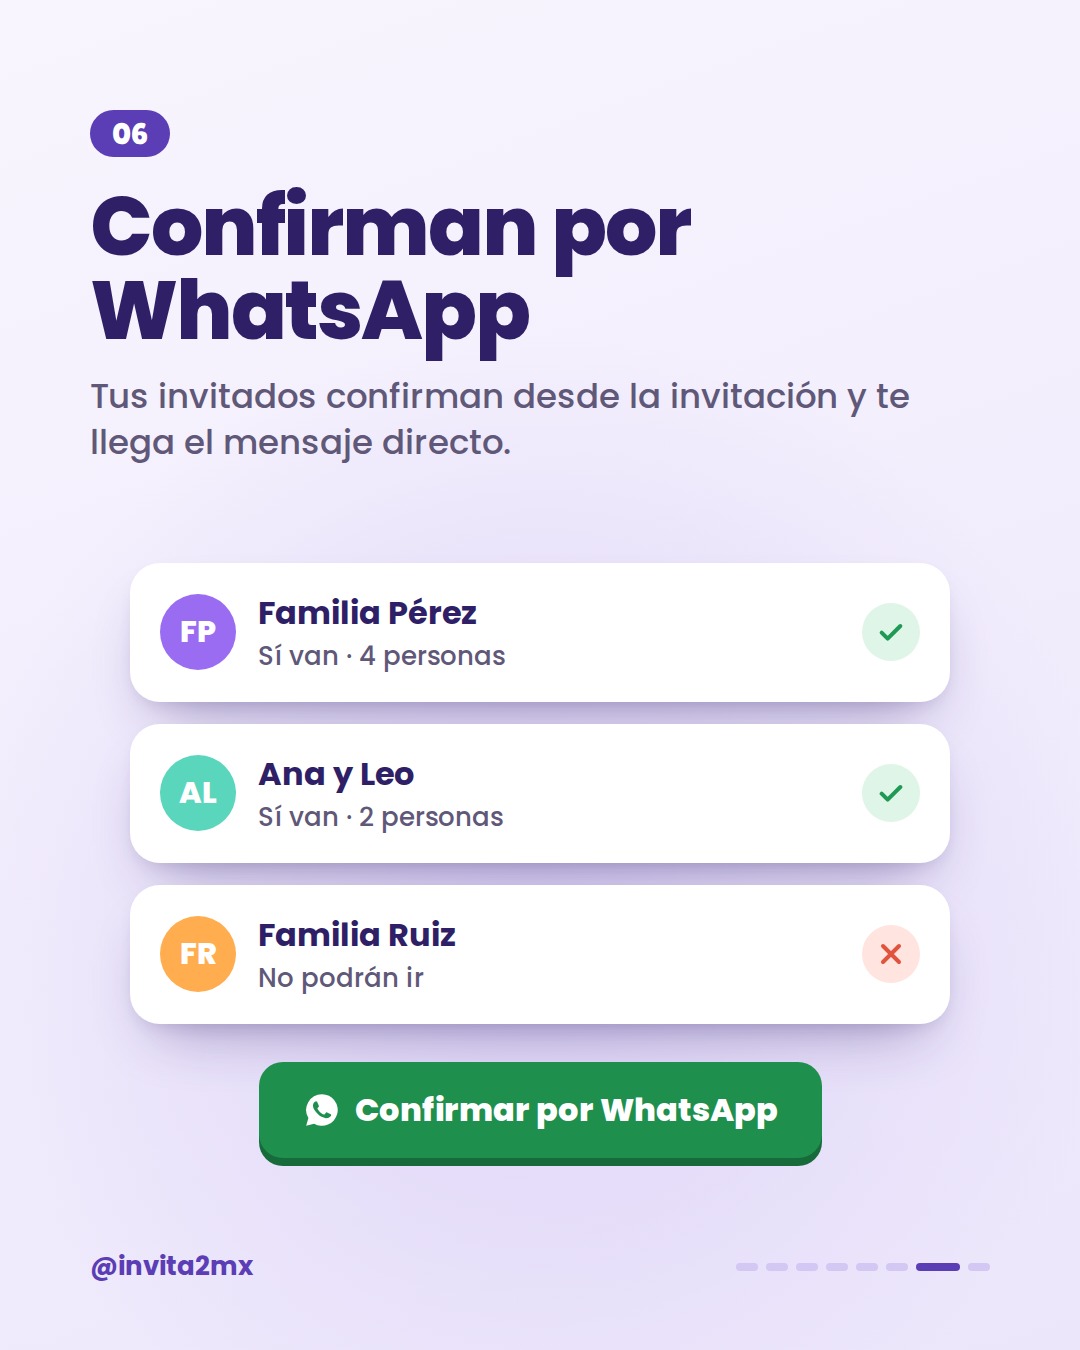 06
Confirman por
WhatsApp
Tus invitados confirman desde la invitación y te
llega el mensaje directo.
FP
Familia Pérez
Sí van · 4 personas
AL
Ana y Leo
Sí van · 2 personas
FR
Familia Ruiz
No podrán ir
Confirmar por WhatsApp
@invita2mx